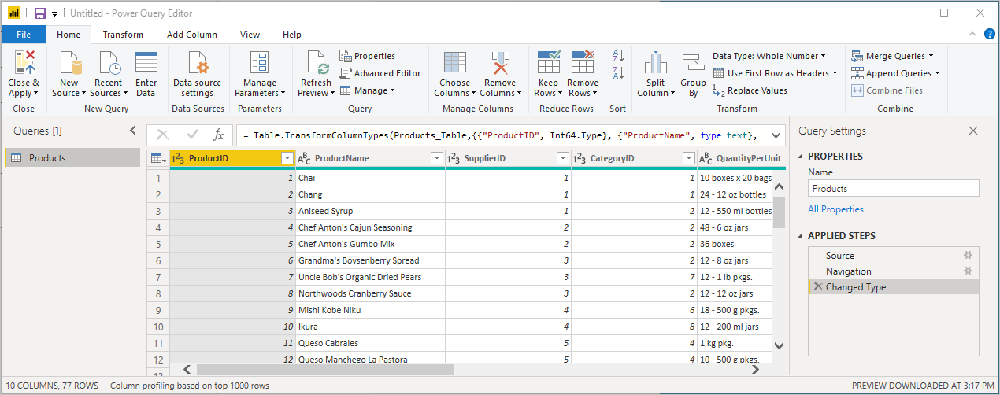 Untitled - Power Query Editor
File Home Transform Add Column View Help
Close & Apply
New Source
Recent Sources
Enter Data
Data source settings
Manage Parameters
Refresh Preview
Properties
Advanced Editor
Manage
Choose Columns
Remove Columns
Keep Rows
Remove Rows
Split Column
Group By
Data Type: Whole Number
Use First Row as Headers
Replace Values
Merge Queries
Append Queries
Combine Files
Close New Query Data Sources Parameters Query Manage Columns Reduce Rows Sort Transform Combine
Queries [1]
Products
fx = Table.TransformColumnTypes(Products_Table,{{"ProductID", Int64.Type}, {"ProductName", type text},
ProductID ProductName SupplierID CategoryID QuantityPerUnit
1 1 Chai 1 1 10 boxes x 20 bags
2 2 Chang 1 1 24 - 12 oz bottles
3 3 Aniseed Syrup 1 2 12 - 550 ml bottles
4 4 Chef Anton's Cajun Seasoning 2 2 48 - 6 oz jars
5 5 Chef Anton's Gumbo Mix 2 2 36 boxes
6 6 Grandma's Boysenberry Spread 3 2 12 - 8 oz jars
7 7 Uncle Bob's Organic Dried Pears 3 7 12 - 1 lb pkgs.
8 8 Northwoods Cranberry Sauce 3 2 12 - 12 oz jars
9 9 Mishi Kobe Niku 4 6 18 - 500 g pkgs.
10 10 Ikura 4 8 12 - 200 ml jars
11 11 Queso Cabrales 5 4 1 kg pkg.
12 12 Queso Manchego La Pastora 5 4 10 - 500 g pkgs.
Query Settings
PROPERTIES
Name
Products
All Properties
APPLIED STEPS
Source
Navigation
Changed Type
10 COLUMNS, 77 ROWS Column profiling based on top 1000 rows PREVIEW DOWNLOADED AT 3:17 PM